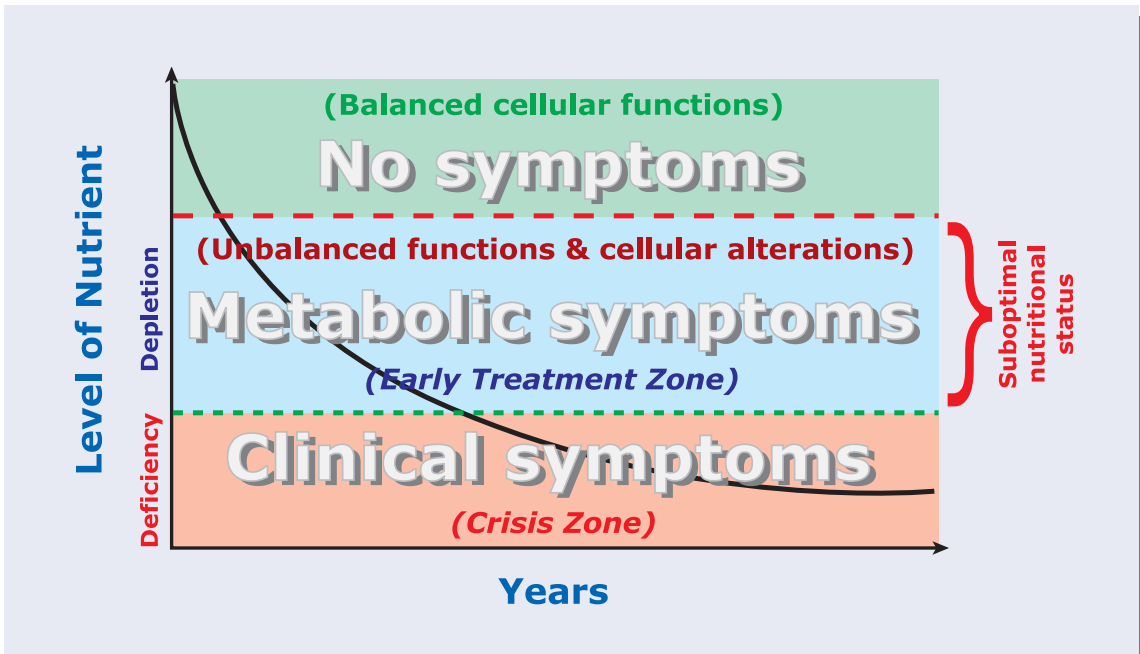 (Balanced cellular functions)
No symptoms
(Unbalanced functions & cellular alterations)
Metabolic symptoms
(Early Treatment Zone)
Clinical symptoms
(Crisis Zone)
Level of Nutrient
Depletion
Deficiency
Suboptimal
nutritional
status
Years